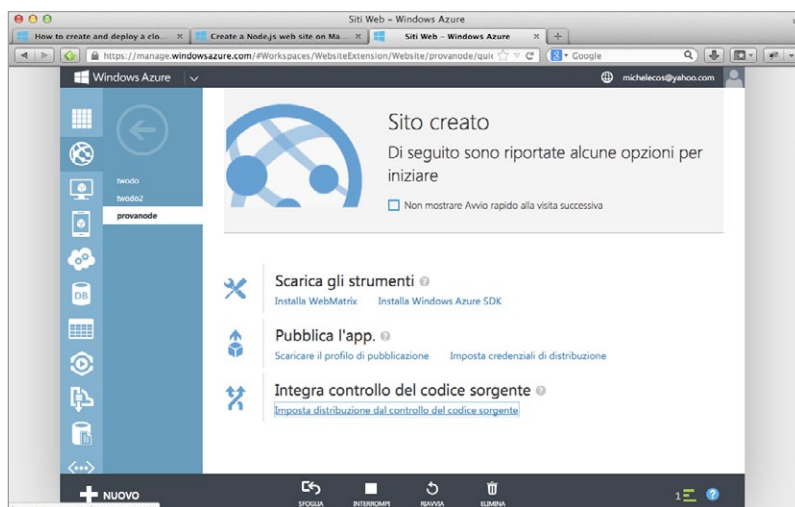 Siti Web – Windows Azure
How to create and deploy a clo...
Create a Node.js web site on Ma...
Siti Web – Windows Azure
https://manage.windowsazure.com/#Workspaces/WebsiteExtension/Website/provanode/quic
Google
Windows Azure
michelecos@yahoo.com
Sito creato
Di seguito sono riportate alcune opzioni per
iniziare
Non mostrare Avvio rapido alla visita successiva
twodo
twodo2
provanode
Scarica gli strumenti
Installa WebMatrix Installa Windows Azure SDK
Pubblica l'app.
Scaricare il profilo di pubblicazione Imposta credenziali di distribuzione
Integra controllo del codice sorgente
Imposta distribuzione dal controllo del codice sorgente
DB
NUOVO
SFOGLIA
INTERROMPI
RIAVVIA
ELIMINA
1